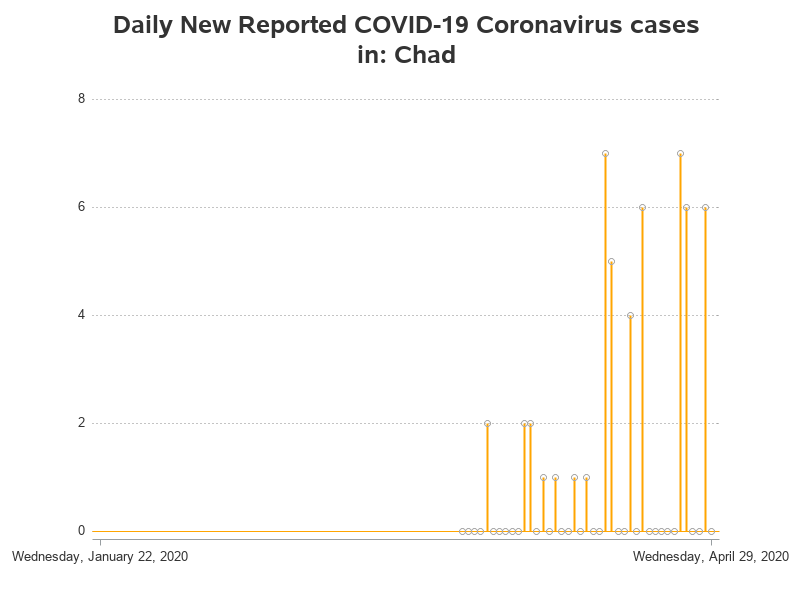 Daily New Reported COVID-19 Coronavirus cases
in: Chad
8
6
4
2
0
Wednesday, January 22, 2020 Wednesday, April 29, 2020